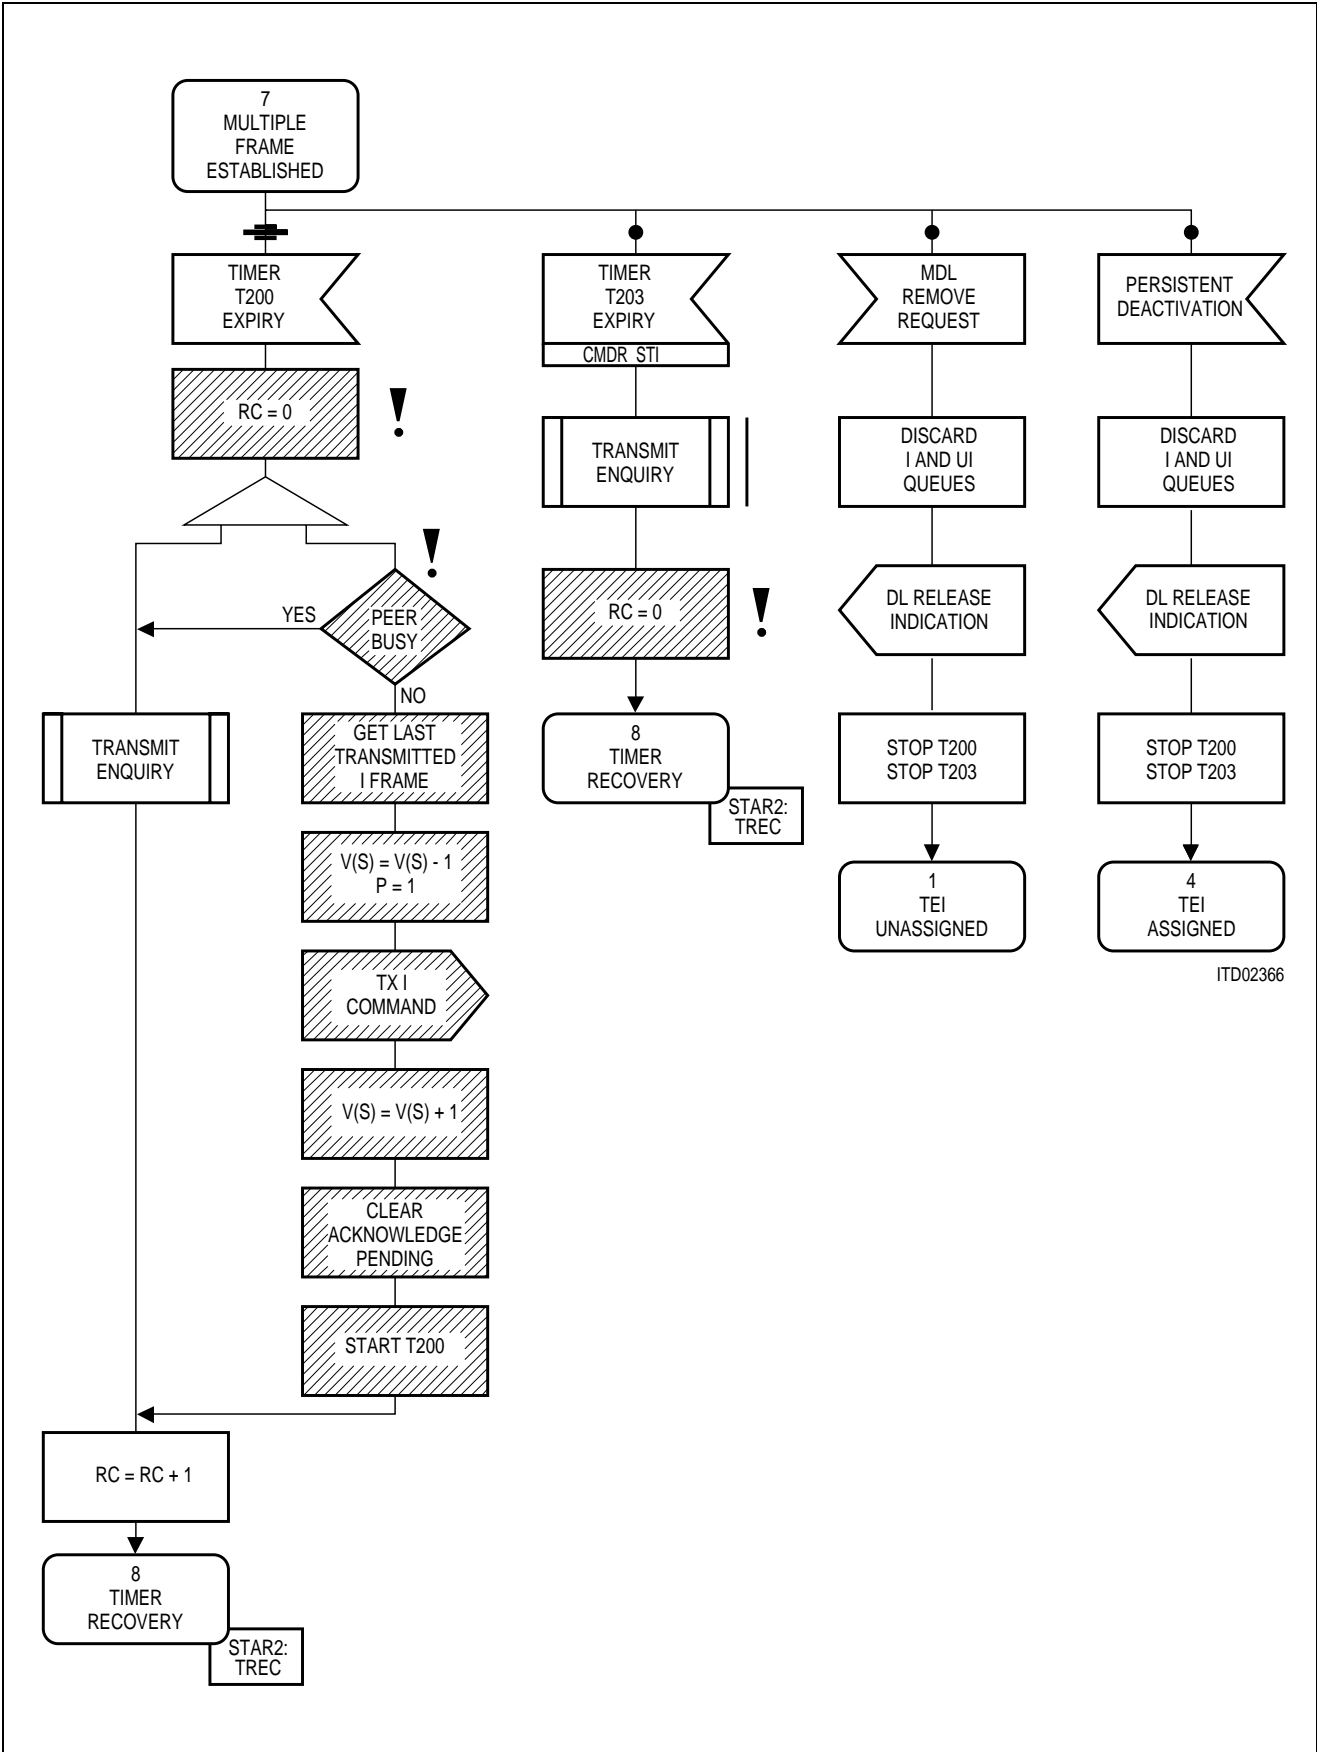 7
MULTIPLE
FRAME
ESTABLISHED
TIMER
T200
EXPIRY
RC = 0
!
!
YES
PEER
BUSY
NO
TRANSMIT
ENQUIRY
GET LAST
TRANSMITTED
I FRAME
V(S) = V(S) - 1
P = 1
TX I
COMMAND
V(S) = V(S) + 1
CLEAR
ACKNOWLEDGE
PENDING
START T200
RC = RC + 1
8
TIMER
RECOVERY
STAR2:
TREC
TIMER
T203
EXPIRY
CMDR STI
TRANSMIT
ENQUIRY
RC = 0
!
8
TIMER
RECOVERY
STAR2:
TREC
MDL
REMOVE
REQUEST
DISCARD
I AND UI
QUEUES
DL RELEASE
INDICATION
STOP T200
STOP T203
1
TEI
UNASSIGNED
PERSISTENT
DEACTIVATION
DISCARD
I AND UI
QUEUES
DL RELEASE
INDICATION
STOP T200
STOP T203
4
TEI
ASSIGNED
ITD02366